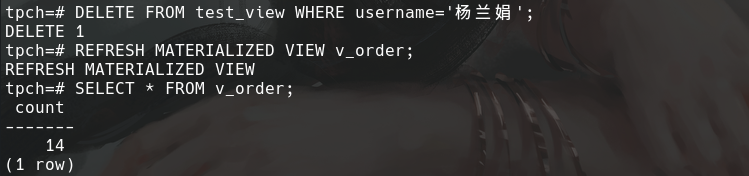 tpch=# DELETE FROM test_view WHERE username='杨兰娟';
DELETE 1
tpch=# REFRESH MATERIALIZED VIEW v_order;
REFRESH MATERIALIZED VIEW
tpch=# SELECT * FROM v_order;
 count
-------
    14
(1 row)